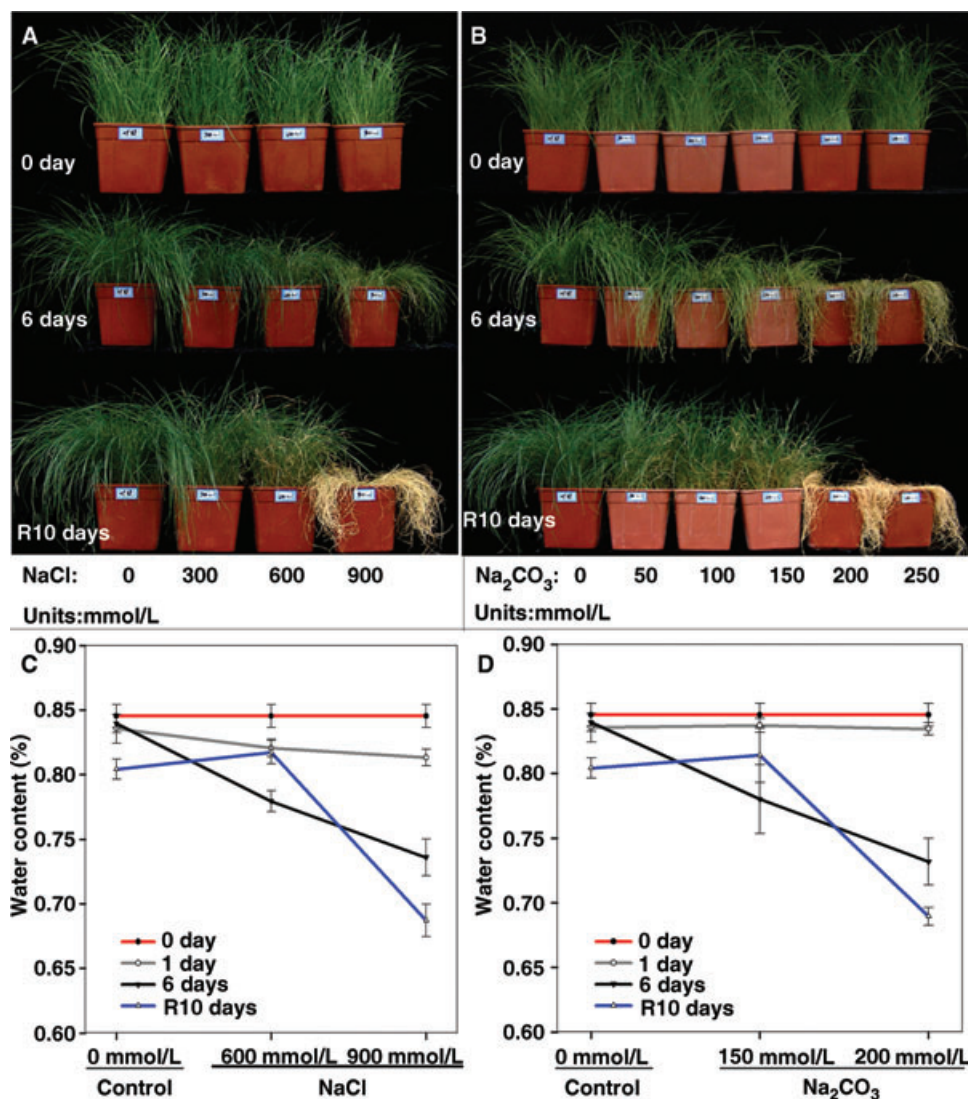 A
0 day
6 days
R10 days
NaCl: 0 300 600 900
Units:mmol/L
B
Na₂CO₃: 0 50 100 150 200 250
Units:mmol/L
C
Water content (%)
0.90
0.85
0.80
0.75
0.70
0.65
0.60
0 day
1 day
6 days
R10 days
0 mmol/L 600 mmol/L 900 mmol/L
Control NaCl
D
Water content (%)
0.90
0.85
0.80
0.75
0.70
0.65
0.60
0 day
1 day
6 days
R10 days
0 mmol/L 150 mmol/L 200 mmol/L
Control Na₂CO₃
0 day
6 days
R10 days